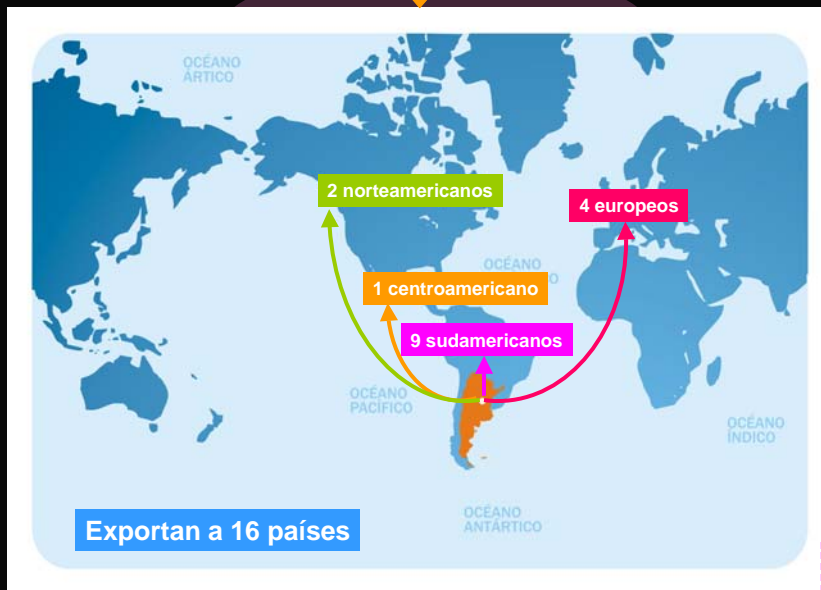 OCÉANO
ÁRTICO
2 norteamericanos
4 europeos
OCÉANO
1 centroamericano
9 sudamericanos
OCÉANO
PACÍFICO
OCÉANO
ÍNDICO
OCÉANO
ANTÁRTICO
Exportan a 16 países